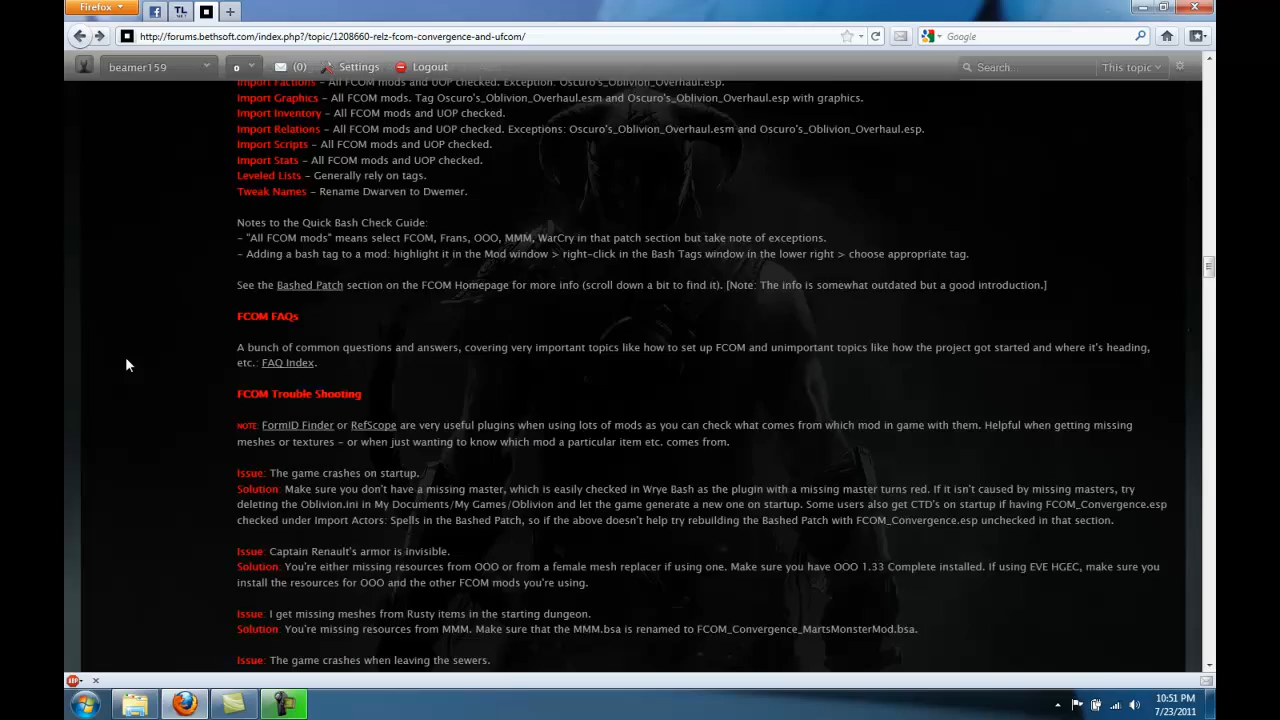 Firefox
TL
http://forums.bethsoft.com/index.php?/topic/1208660-relz-fcom-convergence-and-ufcom/
Google
beamer159
0
(0)
Settings
Logout
Search...
This topic
Import Factions – All FCOM mods and UOP checked. Exception: Oscuro's_Oblivion_Overhaul.esp.
Import Graphics – All FCOM mods. Tag Oscuro's_Oblivion_Overhaul.esm and Oscuro's_Oblivion_Overhaul.esp with graphics.
Import Inventory – All FCOM mods and UOP checked.
Import Relations – All FCOM mods and UOP checked. Exceptions: Oscuro's_Oblivion_Overhaul.esm and Oscuro's_Oblivion_Overhaul.esp.
Import Scripts – All FCOM mods and UOP checked.
Import Stats – All FCOM mods and UOP checked.
Leveled Lists – Generally rely on tags.
Tweak Names – Rename Dwarven to Dwemer.
Notes to the Quick Bash Check Guide:
– "All FCOM mods" means select FCOM, Frans, OOO, MMM, WarCry in that patch section but take note of exceptions.
– Adding a bash tag to a mod: highlight it in the Mod window > right-click in the Bash Tags window in the lower right > choose appropriate tag.
See the Bashed Patch section on the FCOM Homepage for more info (scroll down a bit to find it). [Note: The info is somewhat outdated but a good introduction.]
FCOM FAQs
A bunch of common questions and answers, covering very important topics like how to set up FCOM and unimportant topics like how the project got started and where it's heading,
etc.: FAQ Index.
FCOM Trouble Shooting
NOTE: FormID Finder or RefScope are very useful plugins when using lots of mods as you can check what comes from which mod in game with them. Helpful when getting missing
meshes or textures – or when just wanting to know which mod a particular item etc. comes from.
Issue: The game crashes on startup.
Solution: Make sure you don't have a missing master, which is easily checked in Wrye Bash as the plugin with a missing master turns red. If it isn't caused by missing masters, try
deleting the Oblivion.ini in My Documents/My Games/Oblivion and let the game generate a new one on startup. Some users also get CTD's on startup if having FCOM_Convergence.esp
checked under Import Actors: Spells in the Bashed Patch, so if the above doesn't help try rebuilding the Bashed Patch with FCOM_Convergence.esp unchecked in that section.
Issue: Captain Renault's armor is invisible.
Solution: You're either missing resources from OOO or from a female mesh replacer if using one. Make sure you have OOO 1.33 Complete installed. If using EVE HGEC, make sure you
install the resources for OOO and the other FCOM mods you're using.
Issue: I get missing meshes from Rusty items in the starting dungeon.
Solution: You're missing resources from MMM. Make sure that the MMM.bsa is renamed to FCOM_Convergence_MartsMonsterMod.bsa.
Issue: The game crashes when leaving the sewers.
10:51 PM
7/23/2011